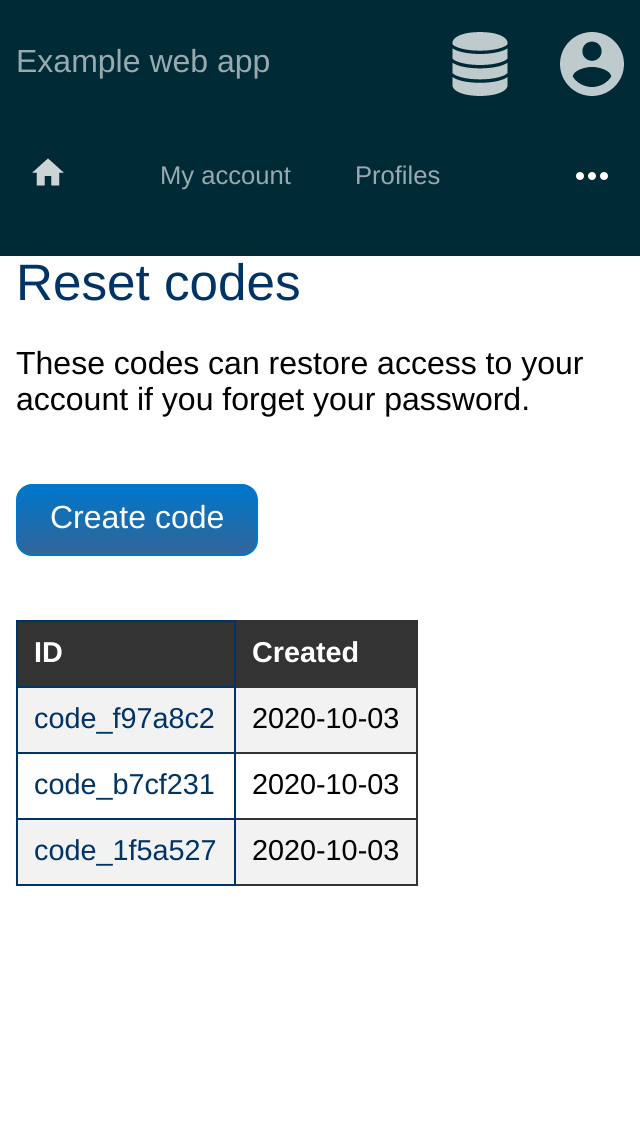 Example web app
My account Profiles
Reset codes
These codes can restore access to your
account if you forget your password.
Create code
ID Created
code_f97a8c2 2020-10-03
code_b7cf231 2020-10-03
code_1f5a527 2020-10-03